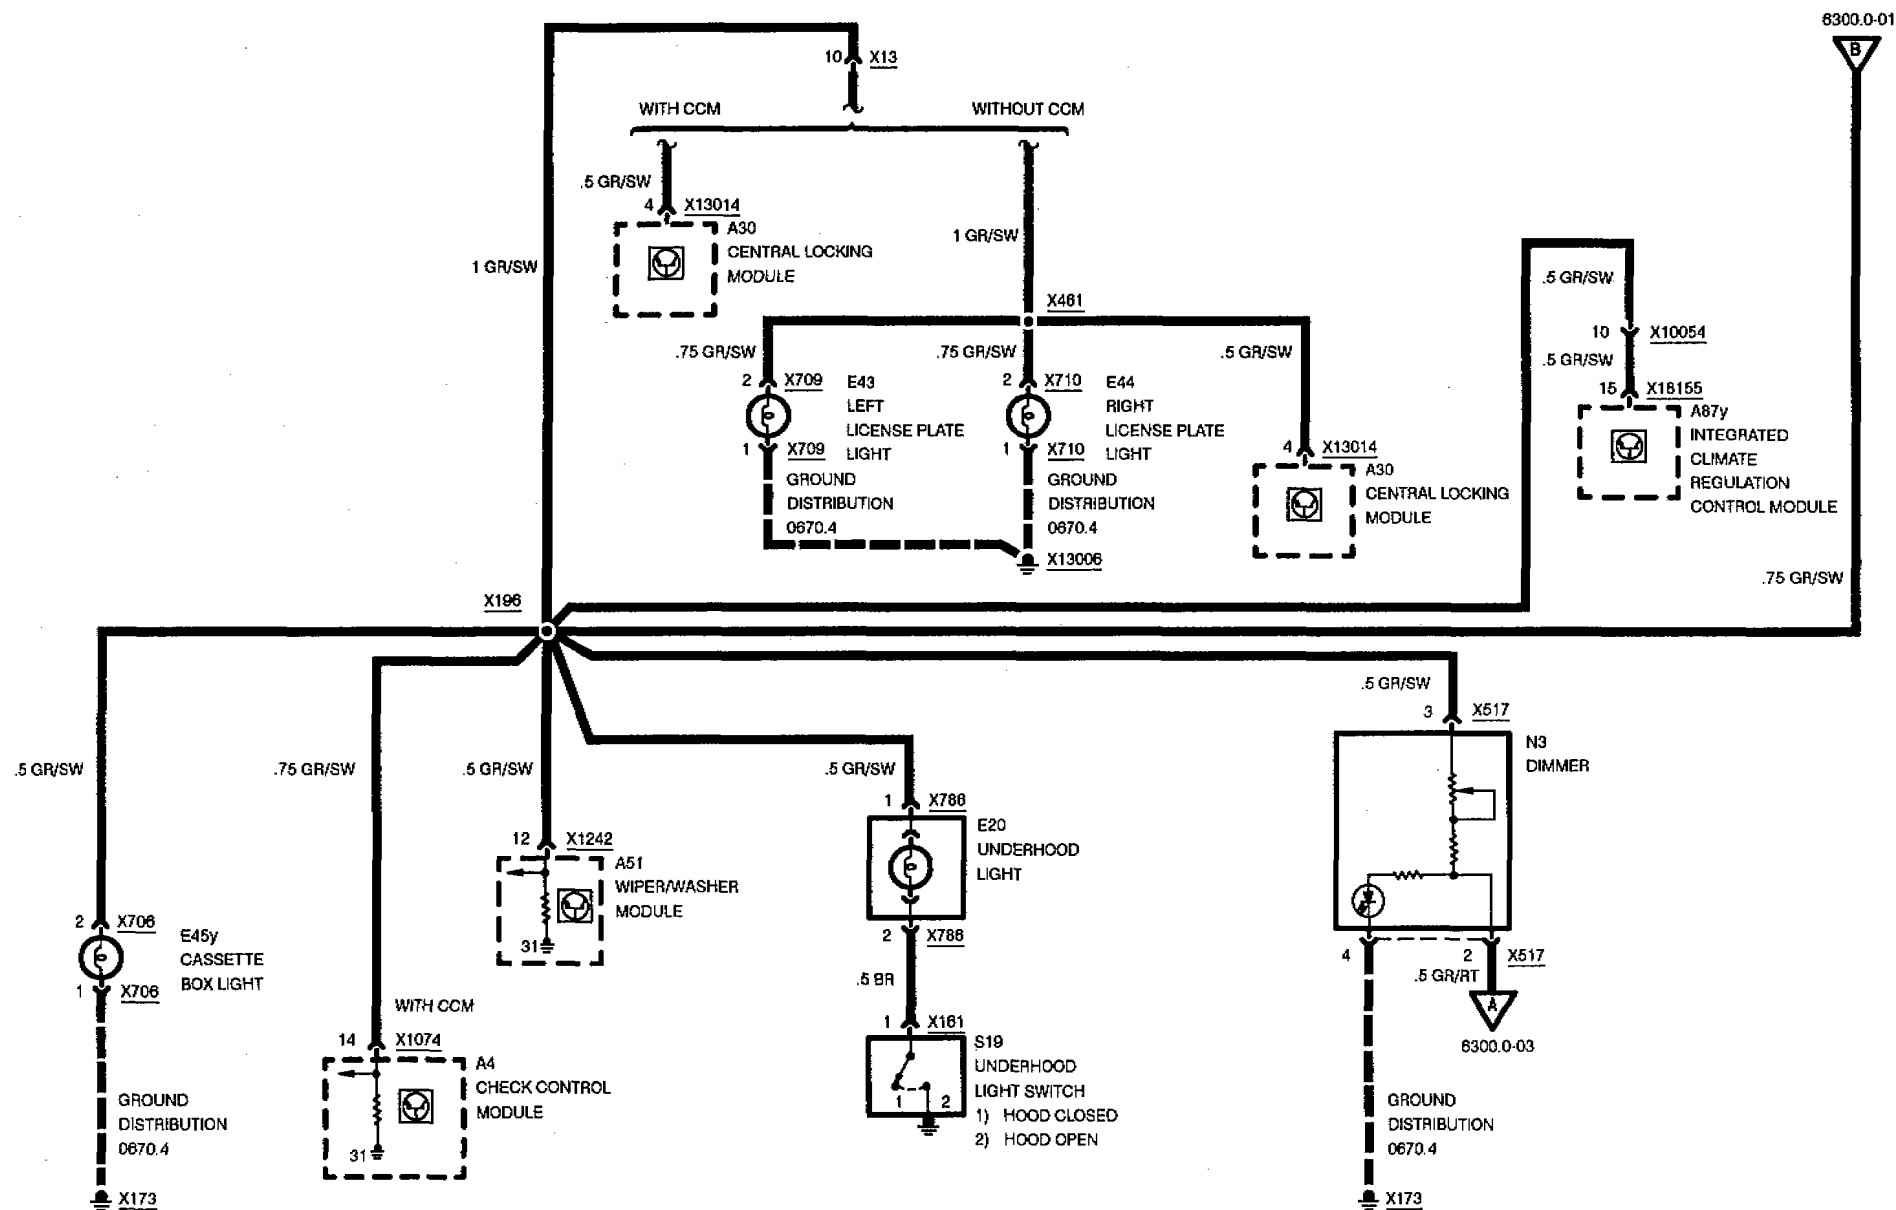 6300.0-01
B
10 X13
WITH CCM
WITHOUT CCM
.5 GR/SW
4 X13014
A30
CENTRAL LOCKING
MODULE
1 GR/SW
1 GR/SW
X461
.75 GR/SW
.75 GR/SW
.5 GR/SW
2 X709
E43
LEFT
LICENSE PLATE
LIGHT
1 X709
GROUND
DISTRIBUTION
0670.4
2 X710
E44
RIGHT
LICENSE PLATE
LIGHT
1 X710
GROUND
DISTRIBUTION
0670.4
X13006
4 X13014
A30
CENTRAL LOCKING
MODULE
.5 GR/SW
10 X10054
.5 GR/SW
15 X18155
A87y
INTEGRATED
CLIMATE
REGULATION
CONTROL MODULE
.75 GR/SW
X196
.5 GR/SW
.75 GR/SW
.5 GR/SW
.5 GR/SW
.5 GR/SW
3 X517
N3
DIMMER
4
2 X517
.5 GR/RT
A
6300.0-03
GROUND
DISTRIBUTION
0670.4
X173
1 X786
E20
UNDERHOOD
LIGHT
2 X786
.5 BR
1 X161
S19
UNDERHOOD
LIGHT SWITCH
1) HOOD CLOSED
2) HOOD OPEN
1 2
12 X1242
A51
WIPER/WASHER
MODULE
31
WITH CCM
14 X1074
A4
CHECK CONTROL
MODULE
31
2 X706
E45y
CASSETTE
BOX LIGHT
1 X706
GROUND
DISTRIBUTION
0670.4
X173